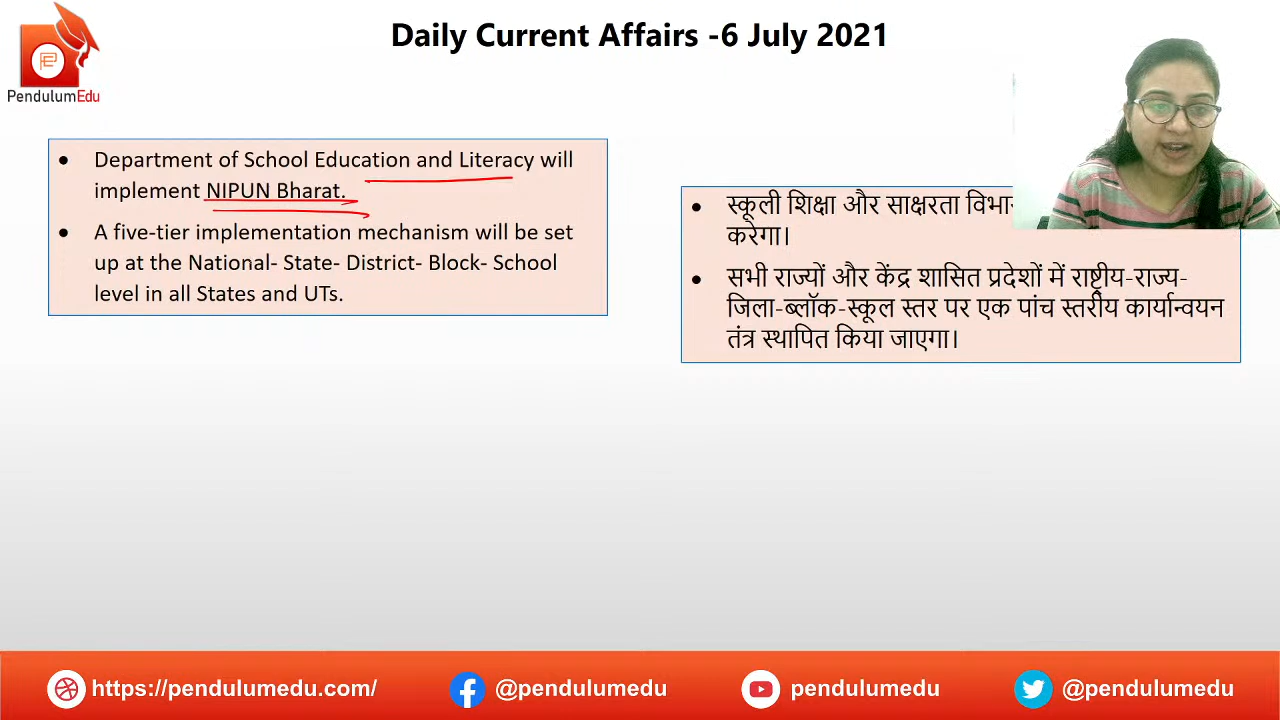 Daily Current Affairs -6 July 2021
PendulumEdu
• Department of School Education and Literacy will
implement NIPUN Bharat.
• A five-tier implementation mechanism will be set
up at the National- State- District- Block- School
level in all States and UTs.
• स्कूली शिक्षा और साक्षरता
करेगा।
• सभी राज्यों और केंद्र शासित प्रदेशों में राष्ट्रीय-राज्य-
जिला-ब्लॉक-स्कूल स्तर पर एक पांच स्तरीय कार्यान्वयन
तंत्र स्थापित किया जाएगा।
https://pendulumedu.com/
@pendulumedu
pendulumedu
@pendulumedu